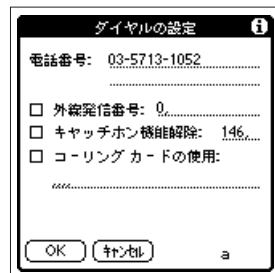 ダイヤルの設定 i
電話番号: 03-5713-1052
外線発信番号: 0,
キャッチホン機能解除: 146,
コーリング カードの使用:
,,,,
OK キャンセル a